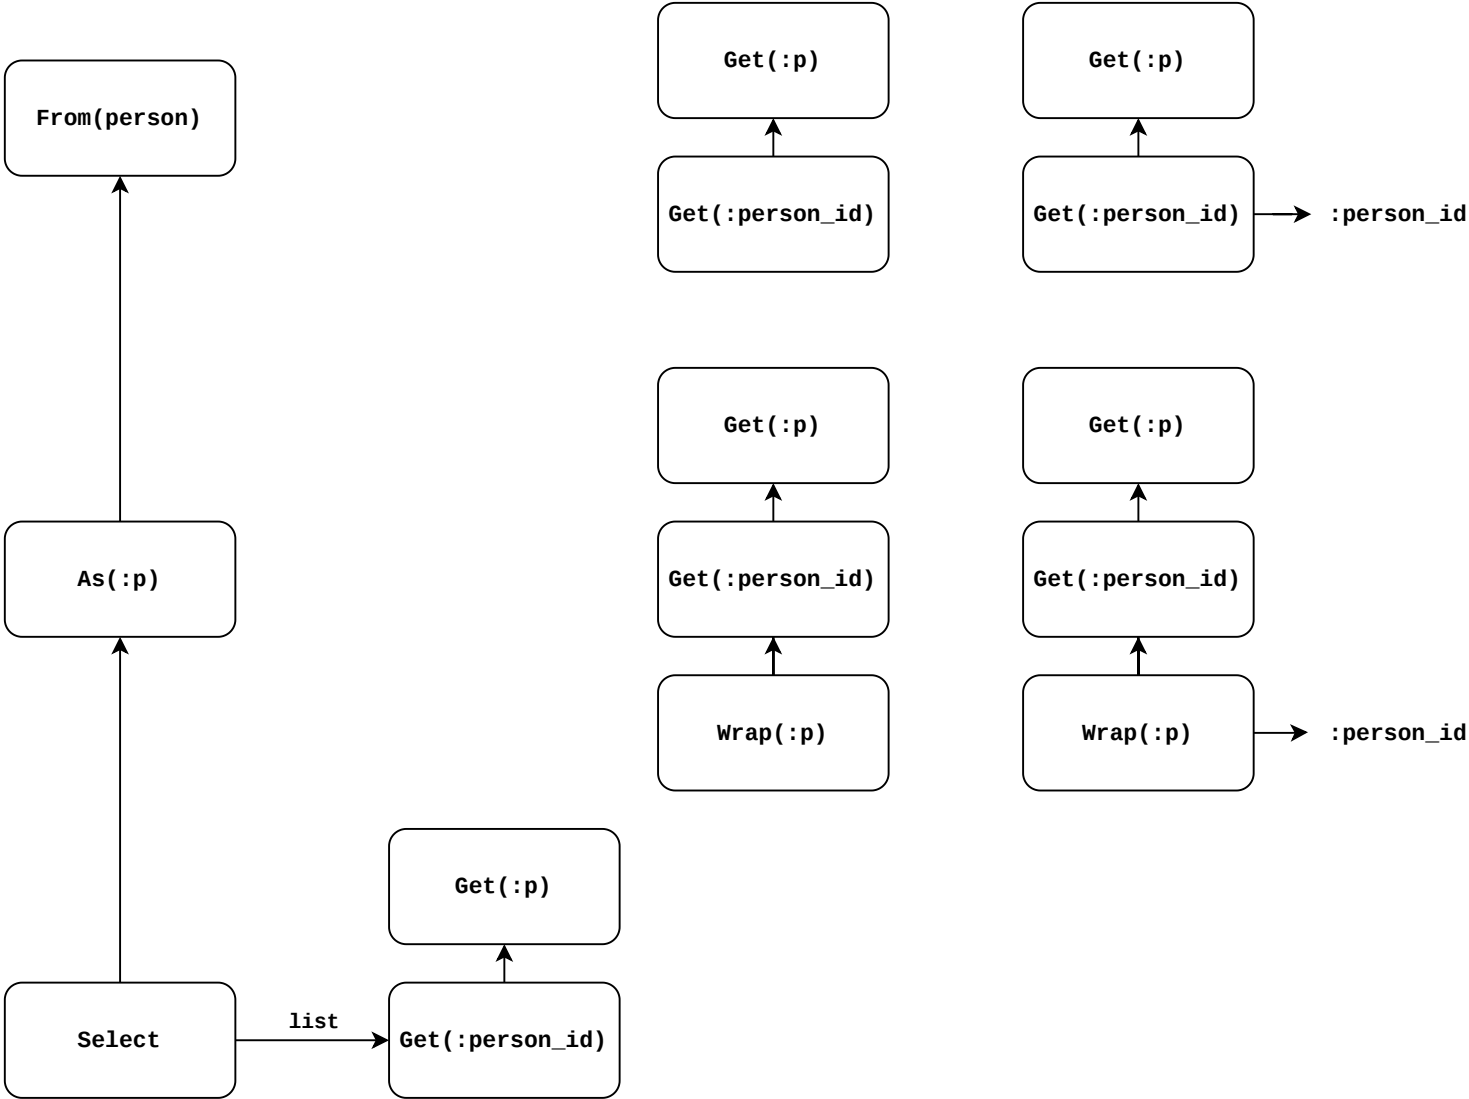 Get(:p)
Get(:p)
From(person)
Get(:person_id)
Get(:person_id)
:person_id
Get(:p)
Get(:p)
As(:p)
Get(:person_id)
Get(:person_id)
Wrap(:p)
Wrap(:p)
:person_id
Get(:p)
list
Select
Get(:person_id)